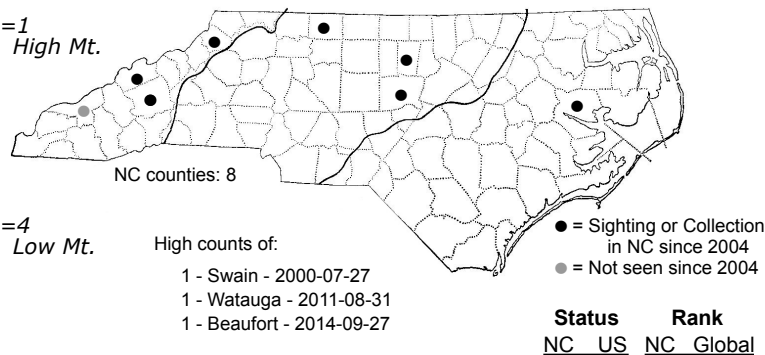 =1
High Mt.
NC counties: 8
=4
Low Mt.
High counts of:
1 - Swain - 2000-07-27
1 - Watauga - 2011-08-31
1 - Beaufort - 2014-09-27
= Sighting or Collection
in NC since 2004
= Not seen since 2004
Status Rank
NC US NC Global